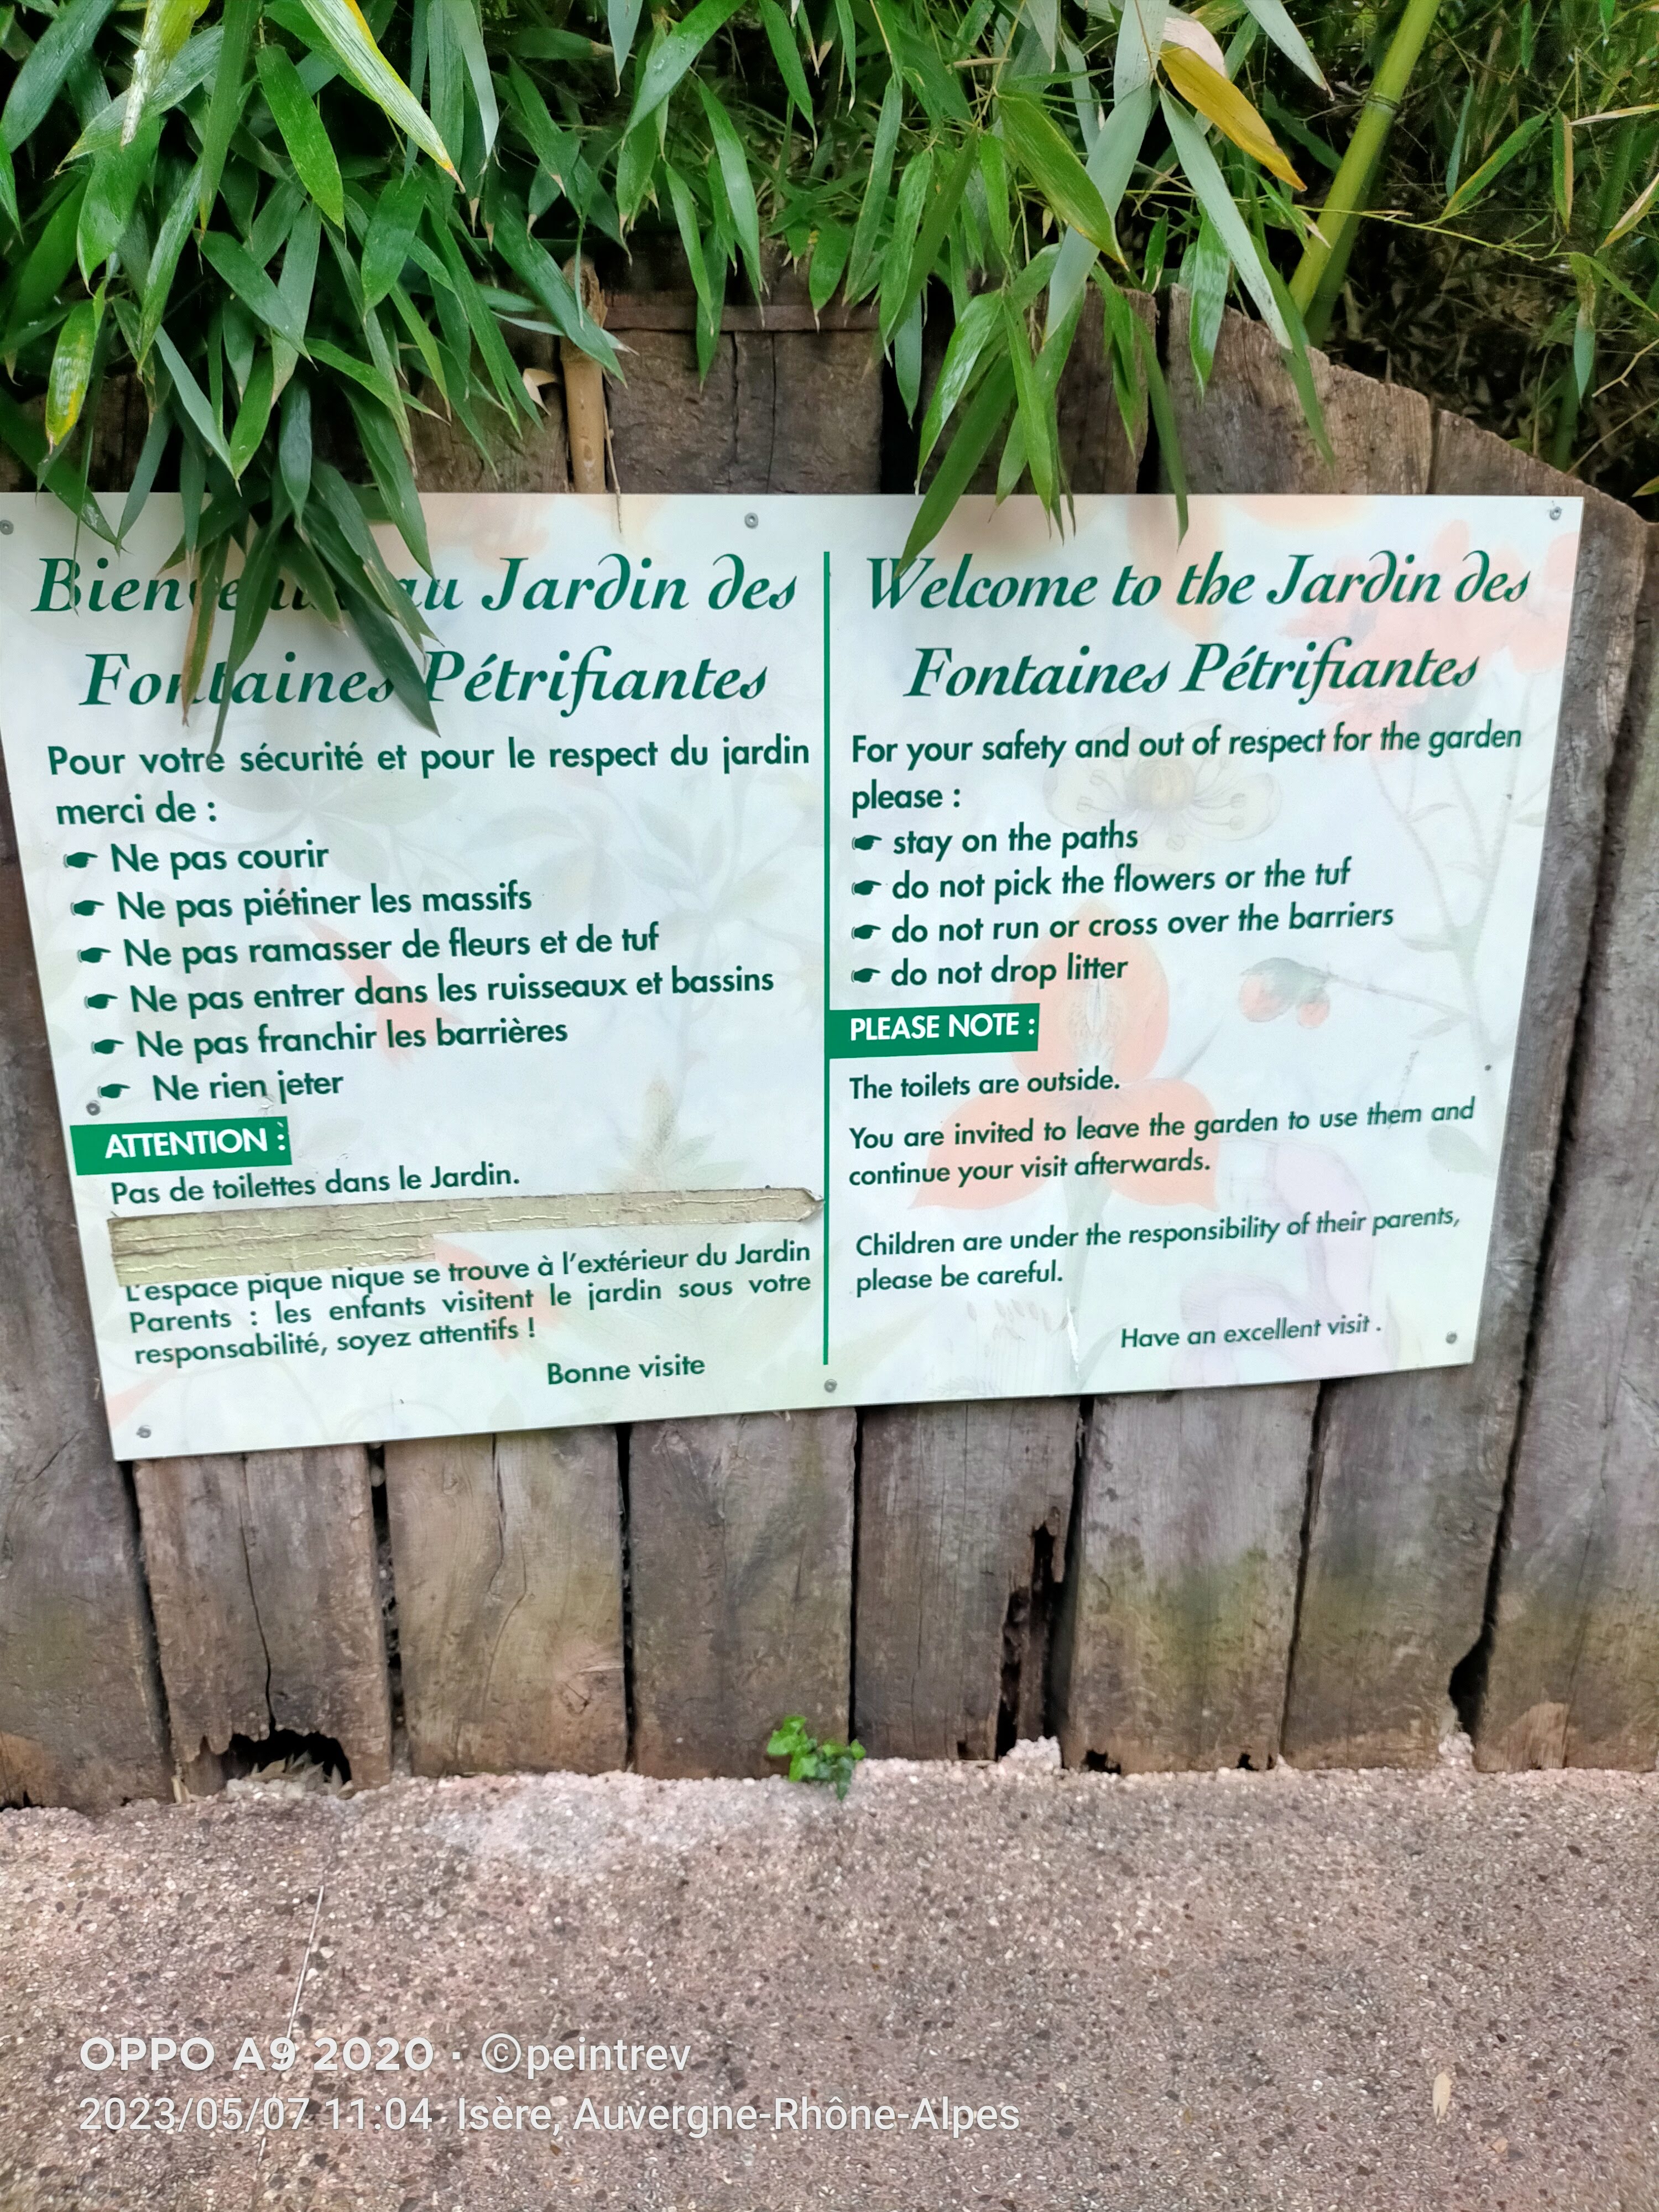 Bienvenue au Jardin des
Fontaines Pétrifiantes
Pour votre sécurité et pour le respect du jardin
merci de :
Ne pas courir
Ne pas piétiner les massifs
Ne pas ramasser de fleurs et de tuf
Ne pas entrer dans les ruisseaux et bassins
Ne pas franchir les barrières
Ne rien jeter
ATTENTION :
Pas de toilettes dans le Jardin.
L'espace pique nique se trouve à l'extérieur du Jardin
Parents : les enfants visitent le jardin sous votre
responsabilité, soyez attentifs !
Bonne visite
Welcome to the Jardin des
Fontaines Pétrifiantes
For your safety and out of respect for the garden
please :
stay on the paths
do not pick the flowers or the tuf
do not run or cross over the barriers
do not drop litter
PLEASE NOTE :
The toilets are outside.
You are invited to leave the garden to use them and
continue your visit afterwards.
Children are under the responsibility of their parents,
please be careful.
Have an excellent visit .
OPPO A9 2020 · ©peintrev
2023/05/07 11:04 Isère, Auvergne-Rhône-Alpes